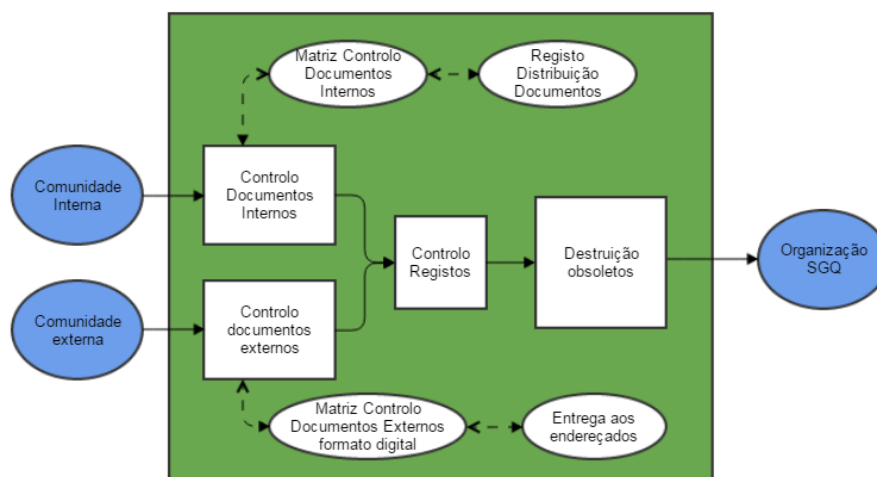 Matriz Controlo
Documentos
Internos
Registo
Distribuição
Documentos
Comunidade
Interna
Controlo
Documentos
Internos
Controlo
Registos
Destruição
obsoletos
Organização
SGQ
Comunidade
externa
Controlo
documentos
externos
Matriz Controlo
Documentos Externos
formato digital
Entrega aos
endereçados